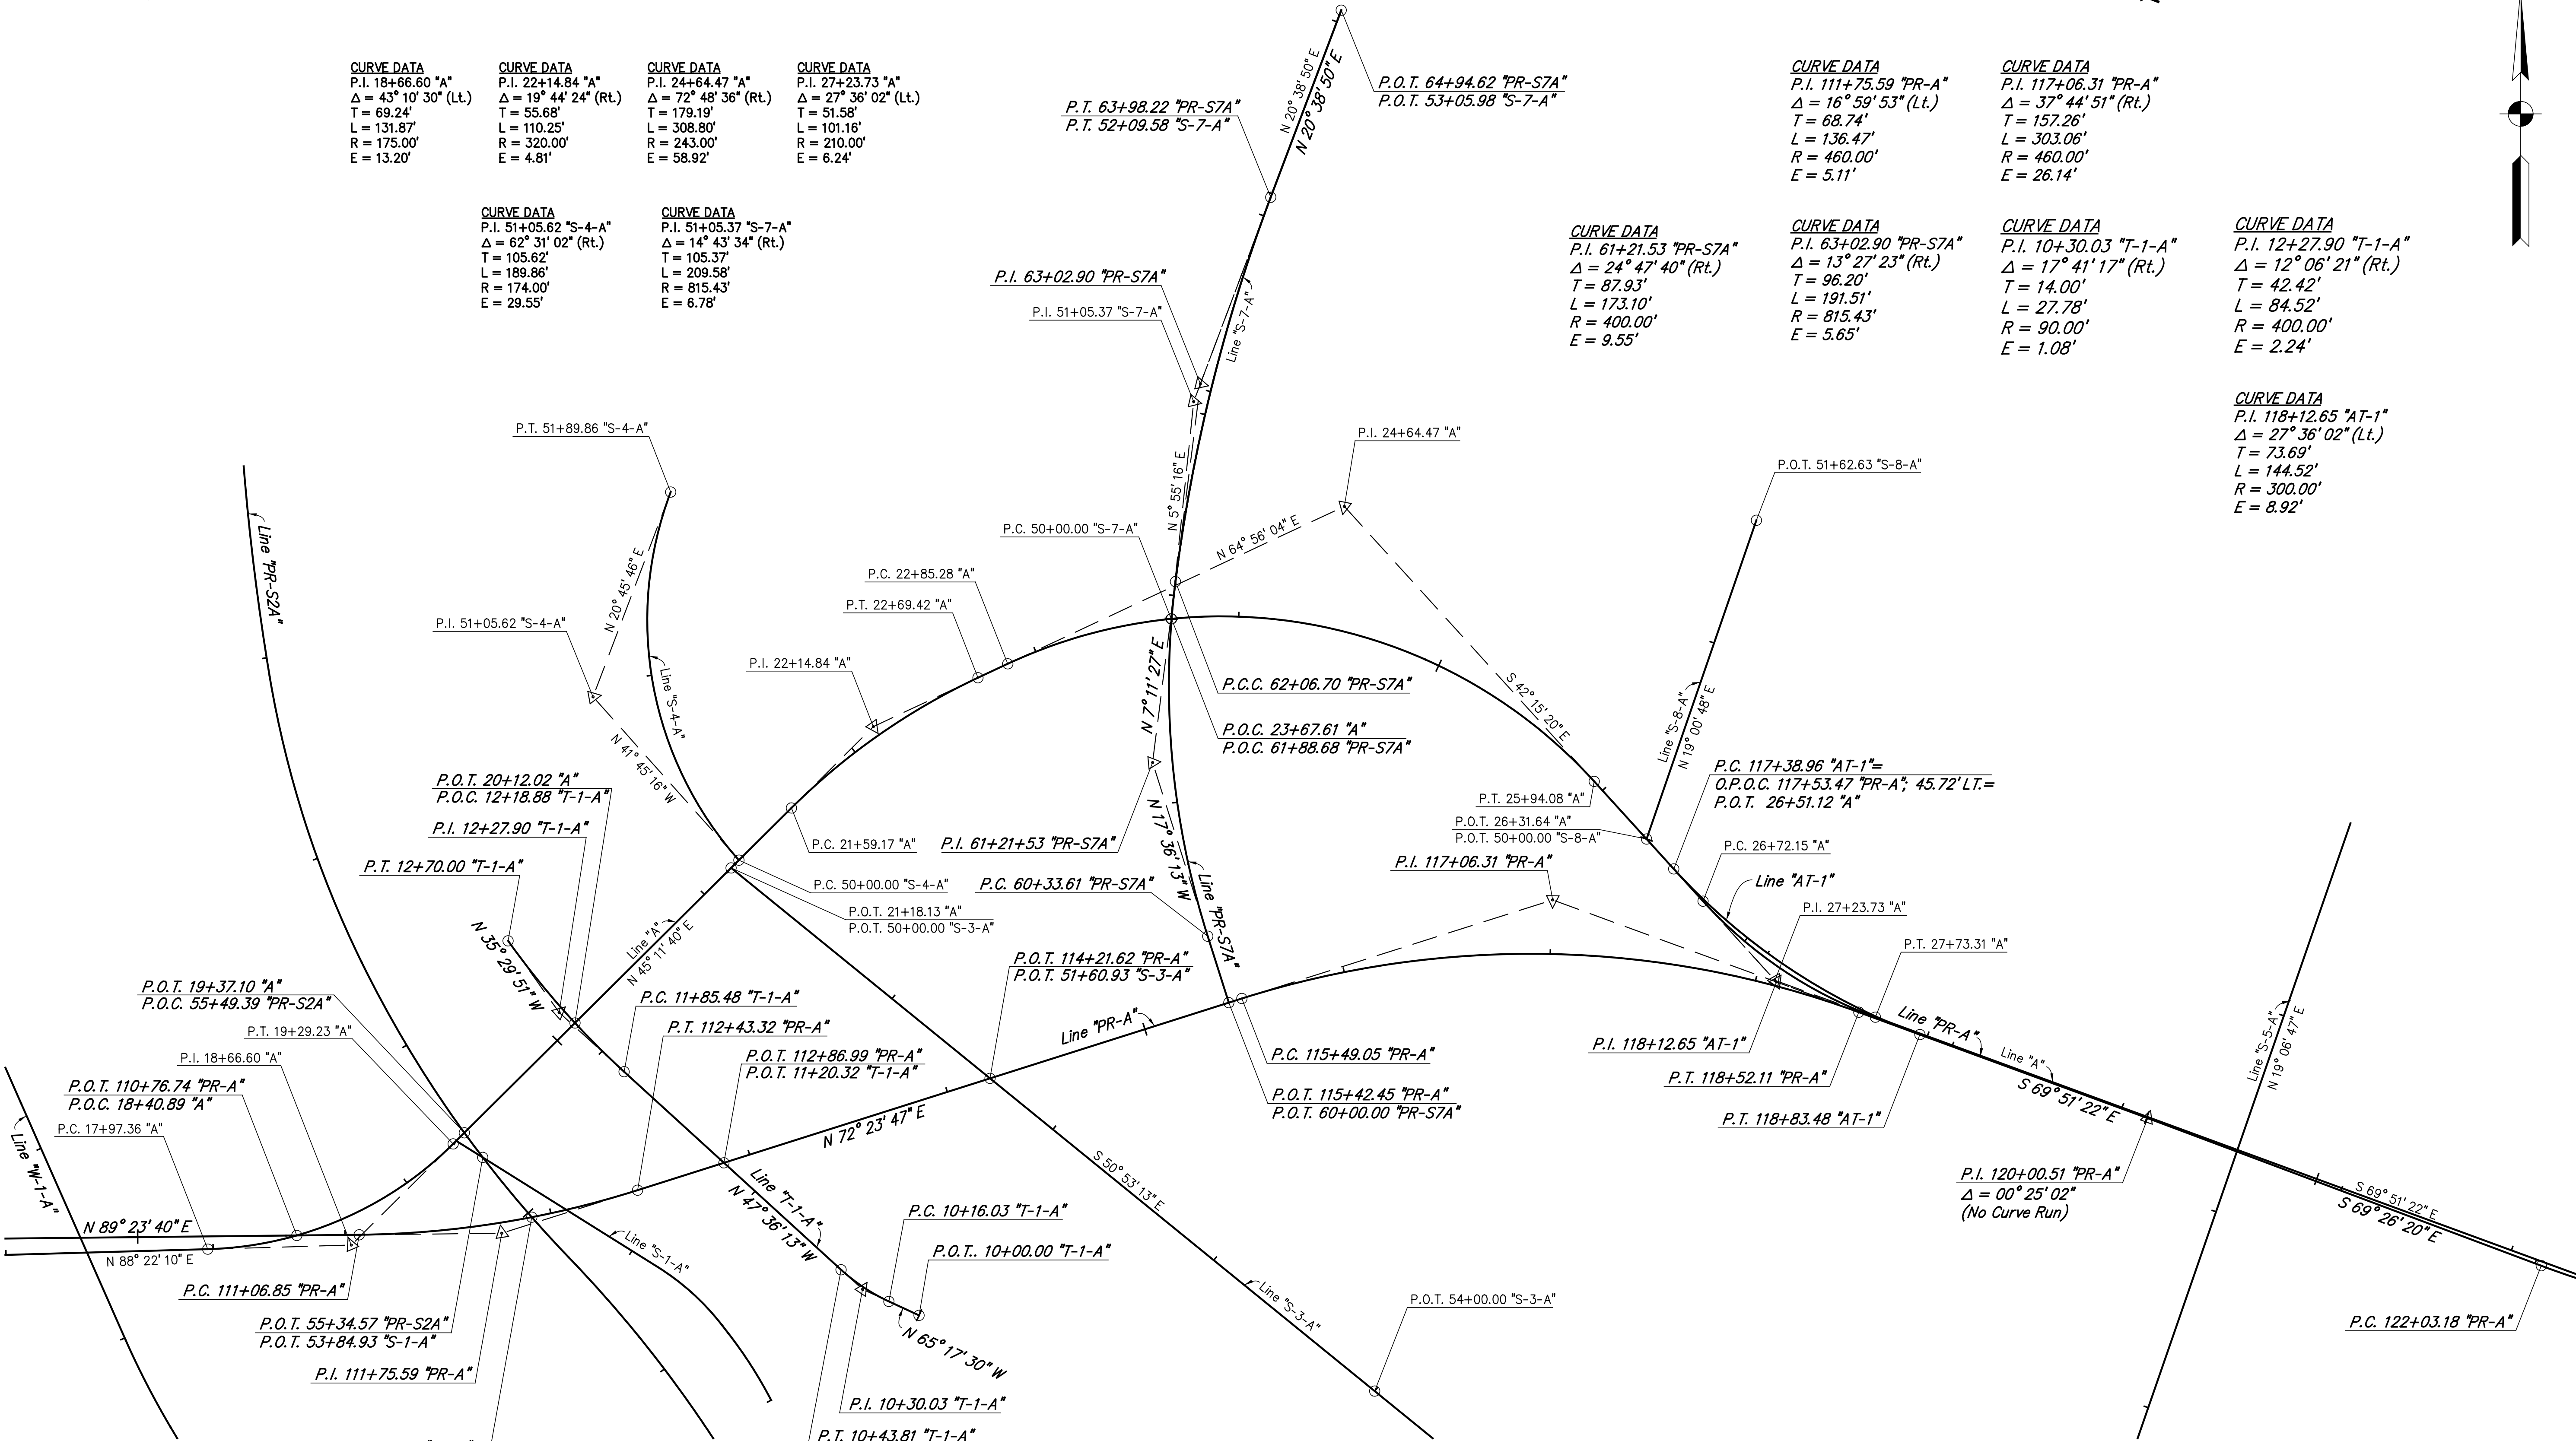 CURVE DATA
P.I. 18+66.60 "A"
Δ = 43° 10' 30" (Lt.)
T = 69.24'
L = 131.87'
R = 175.00'
E = 13.20'
CURVE DATA
P.I. 22+14.84 "A"
Δ = 19° 44' 24" (Rt.)
T = 55.68'
L = 110.25'
R = 320.00'
E = 4.81'
CURVE DATA
P.I. 24+64.47 "A"
Δ = 72° 48' 36" (Rt.)
T = 179.19'
L = 308.80'
R = 243.00'
E = 58.92'
CURVE DATA
P.I. 27+23.73 "A"
Δ = 27° 36' 02" (Lt.)
T = 51.58'
L = 101.16'
R = 210.00'
E = 6.24'
CURVE DATA
P.I. 51+05.62 "S-4-A"
Δ = 62° 31' 02" (Rt.)
T = 105.62'
L = 189.86'
R = 174.00'
E = 29.55'
CURVE DATA
P.I. 51+05.37 "S-7-A"
Δ = 14° 43' 34" (Rt.)
T = 105.37'
L = 209.58'
R = 815.43'
E = 6.78'
CURVE DATA
P.I. 111+75.59 "PR-A"
Δ = 16° 59' 53" (Lt.)
T = 68.74'
L = 136.47'
R = 460.00'
E = 5.11'
CURVE DATA
P.I. 117+06.31 "PR-A"
Δ = 37° 44' 51" (Rt.)
T = 157.26'
L = 303.06'
R = 460.00'
E = 26.14'
CURVE DATA
P.I. 61+21.53 "PR-S7A"
Δ = 24° 47' 40" (Rt.)
T = 87.93'
L = 173.10'
R = 400.00'
E = 9.55'
CURVE DATA
P.I. 63+02.90 "PR-S7A"
Δ = 13° 27' 23" (Rt.)
T = 96.20'
L = 191.51'
R = 815.43'
E = 5.65'
CURVE DATA
P.I. 10+30.03 "T-1-A"
Δ = 17° 41' 17" (Rt.)
T = 14.00'
L = 27.78'
R = 90.00'
E = 1.08'
CURVE DATA
P.I. 12+27.90 "T-1-A"
Δ = 12° 06' 21" (Rt.)
T = 42.42'
L = 84.52'
R = 400.00'
E = 2.24'
CURVE DATA
P.I. 118+12.65 "AT-1"
Δ = 27° 36' 02" (Lt.)
T = 73.69'
L = 144.52'
R = 300.00'
E = 8.92'
N 20° 38' 50" E
N 20° 38' 50" E
P.O.T. 64+94.62 "PR-S7A"
P.O.T. 53+05.98 "S-7-A"
P.T. 63+98.22 "PR-S7A"
P.T. 52+09.58 "S-7-A"
P.I. 63+02.90 "PR-S7A"
P.I. 51+05.37 "S-7-A"
Line "S-7-A"
N 5° 55' 16" E
P.C. 50+00.00 "S-7-A"
P.I. 24+64.47 "A"
N 64° 56' 04" E
P.T. 51+89.86 "S-4-A"
N 20° 45' 46" E
P.I. 51+05.62 "S-4-A"
Line "S-4-A"
N 41° 45' 16" W
Line "PR-S2A"
P.C. 22+85.28 "A"
P.T. 22+69.42 "A"
P.I. 22+14.84 "A"
P.C.C. 62+06.70 "PR-S7A"
P.O.C. 23+67.61 "A"
P.O.C. 61+88.68 "PR-S7A"
N 7° 11' 27" E
S 42° 15' 20" E
P.O.T. 51+62.63 "S-8-A"
Line "S-8-A"
N 19° 00' 48" E
P.C. 117+38.96 "AT-1"=
O.P.O.C. 117+53.47 "PR-A"; 45.72' LT.=
P.O.T. 26+51.12 "A"
P.T. 25+94.08 "A"
P.O.T. 26+31.64 "A"
P.O.T. 50+00.00 "S-8-A"
P.C. 26+72.15 "A"
Line "AT-1"
P.I. 27+23.73 "A"
P.T. 27+73.31 "A"
P.O.T. 20+12.02 "A"
P.O.C. 12+18.88 "T-1-A"
P.I. 12+27.90 "T-1-A"
P.T. 12+70.00 "T-1-A"
N 35° 29' 51" W
P.C. 21+59.17 "A"
P.C. 50+00.00 "S-4-A"
P.O.T. 21+18.13 "A"
P.O.T. 50+00.00 "S-3-A"
Line "A"
N 45° 11' 40" E
P.I. 61+21+53 "PR-S7A"
N 17° 36' 13" W
Line "PR-S7A"
P.C. 60+33.61 "PR-S7A"
P.I. 117+06.31 "PR-A"
P.O.T. 114+21.62 "PR-A"
P.O.T. 51+60.93 "S-3-A"
P.C. 11+85.48 "T-1-A"
P.T. 112+43.32 "PR-A"
P.O.T. 112+86.99 "PR-A"
P.O.T. 11+20.32 "T-1-A"
P.O.T. 19+37.10 "A"
P.O.C. 55+49.39 "PR-S2A"
P.T. 19+29.23 "A"
P.I. 18+66.60 "A"
P.O.T. 110+76.74 "PR-A"
P.O.C. 18+40.89 "A"
P.C. 17+97.36 "A"
Line "W-1-A"
N 89° 23' 40" E
N 88° 22' 10" E
P.C. 111+06.85 "PR-A"
P.O.T. 55+34.57 "PR-S2A"
P.O.T. 53+84.93 "S-1-A"
P.I. 111+75.59 "PR-A"
Line "S-1-A"
Line "PR-A"
N 72° 23' 47" E
Line "T-1-A"
N 47° 36' 13" W
P.C. 10+16.03 "T-1-A"
P.O.T.. 10+00.00 "T-1-A"
N 65° 17' 30" W
P.I. 10+30.03 "T-1-A"
P.T. 10+43.81 "T-1-A"
S 50° 53' 13" E
Line "S-3-A"
P.O.T. 54+00.00 "S-3-A"
P.C. 115+49.05 "PR-A"
P.O.T. 115+42.45 "PR-A"
P.O.T. 60+00.00 "PR-S7A"
P.I. 118+12.65 "AT-1"
P.T. 118+52.11 "PR-A"
P.T. 118+83.48 "AT-1"
Line "PR-A"
Line "A"
S 69° 51' 22" E
P.I. 120+00.51 "PR-A"
Δ = 00° 25' 02"
(No Curve Run)
Line "S-5-A"
N 19° 06' 47" E
S 69° 51' 22" E
S 69° 26' 20" E
P.C. 122+03.18 "PR-A"